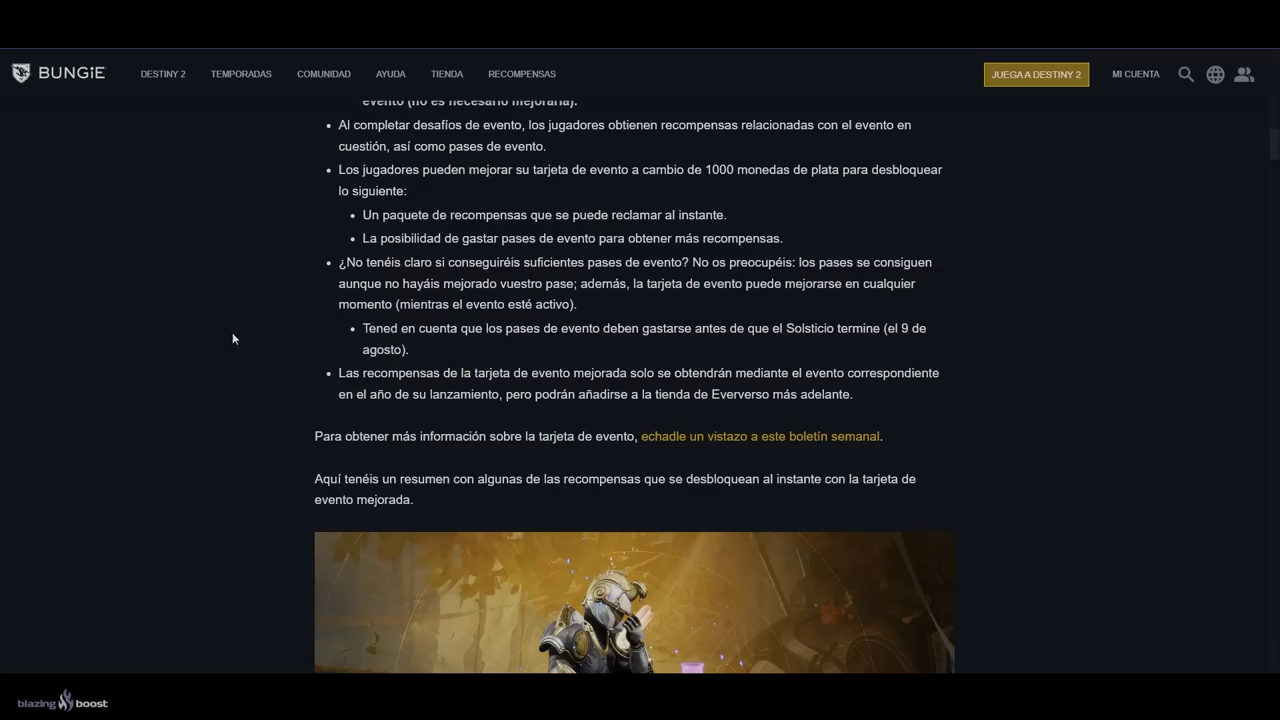 BUNGiE
DESTINY 2
TEMPORADAS
COMUNIDAD
AYUDA
TIENDA
RECOMPENSAS
JUEGA A DESTINY 2
MI CUENTA
evento (no es necesario mejorarla).
• Al completar desafíos de evento, los jugadores obtienen recompensas relacionadas con el evento en
cuestión, así como pases de evento.
• Los jugadores pueden mejorar su tarjeta de evento a cambio de 1000 monedas de plata para desbloquear
lo siguiente:
• Un paquete de recompensas que se puede reclamar al instante.
• La posibilidad de gastar pases de evento para obtener más recompensas.
• ¿No tenéis claro si conseguiréis suficientes pases de evento? No os preocupéis: los pases se consiguen
aunque no hayáis mejorado vuestro pase; además, la tarjeta de evento puede mejorarse en cualquier
momento (mientras el evento esté activo).
• Tened en cuenta que los pases de evento deben gastarse antes de que el Solsticio termine (el 9 de
agosto).
• Las recompensas de la tarjeta de evento mejorada solo se obtendrán mediante el evento correspondiente
en el año de su lanzamiento, pero podrán añadirse a la tienda de Eververso más adelante.
Para obtener más información sobre la tarjeta de evento, echadle un vistazo a este boletín semanal.
Aquí tenéis un resumen con algunas de las recompensas que se desbloquean al instante con la tarjeta de
evento mejorada.
blazing boost